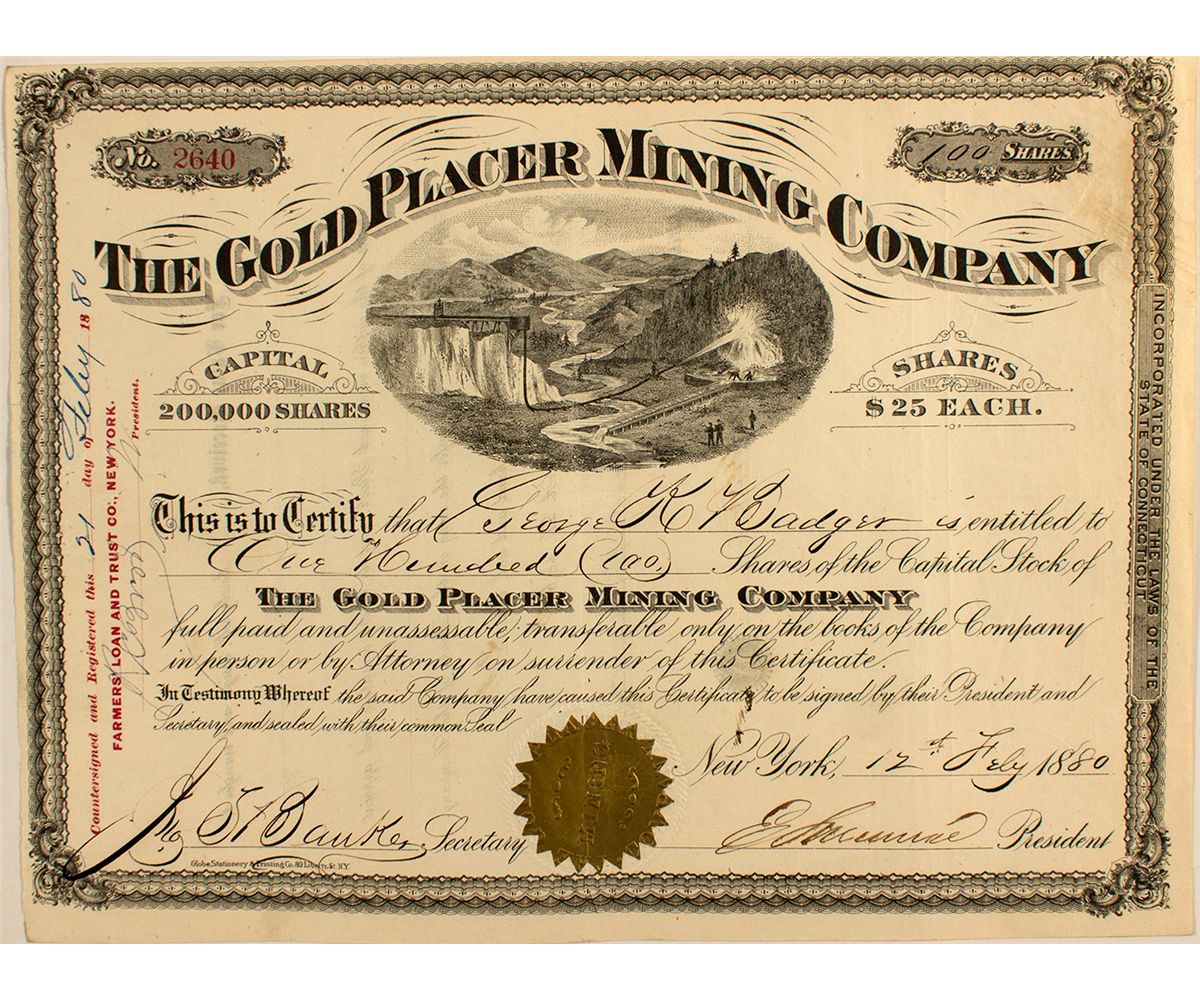 No. 2640
100 SHARES
THE GOLD PLACER MINING COMPANY
CAPITAL
200,000 SHARES
SHARES
$25 EACH.
This is to Certify that George K Badger is entitled to
One Hundred (100) Shares of the Capital Stock of
THE GOLD PLACER MINING COMPANY
full paid and unassessable; transferable only on the books of the Company
in person or by Attorney on surrender of this Certificate.
In Testimony Whereof the said Company have caused this Certificate to be signed by their President and
Secretary, and sealed with their common Seal
New York, 12th Feby 1880
Secretary
President
MINING
Globe Stationery & Printing Co. 80 Liberty St. N.Y.
Countersigned and Registered this 21 day of Feby 1880
FARMERS' LOAN AND TRUST CO., NEW YORK.
President.
INCORPORATED UNDER THE LAWS OF THE
STATE OF CONNECTICUT